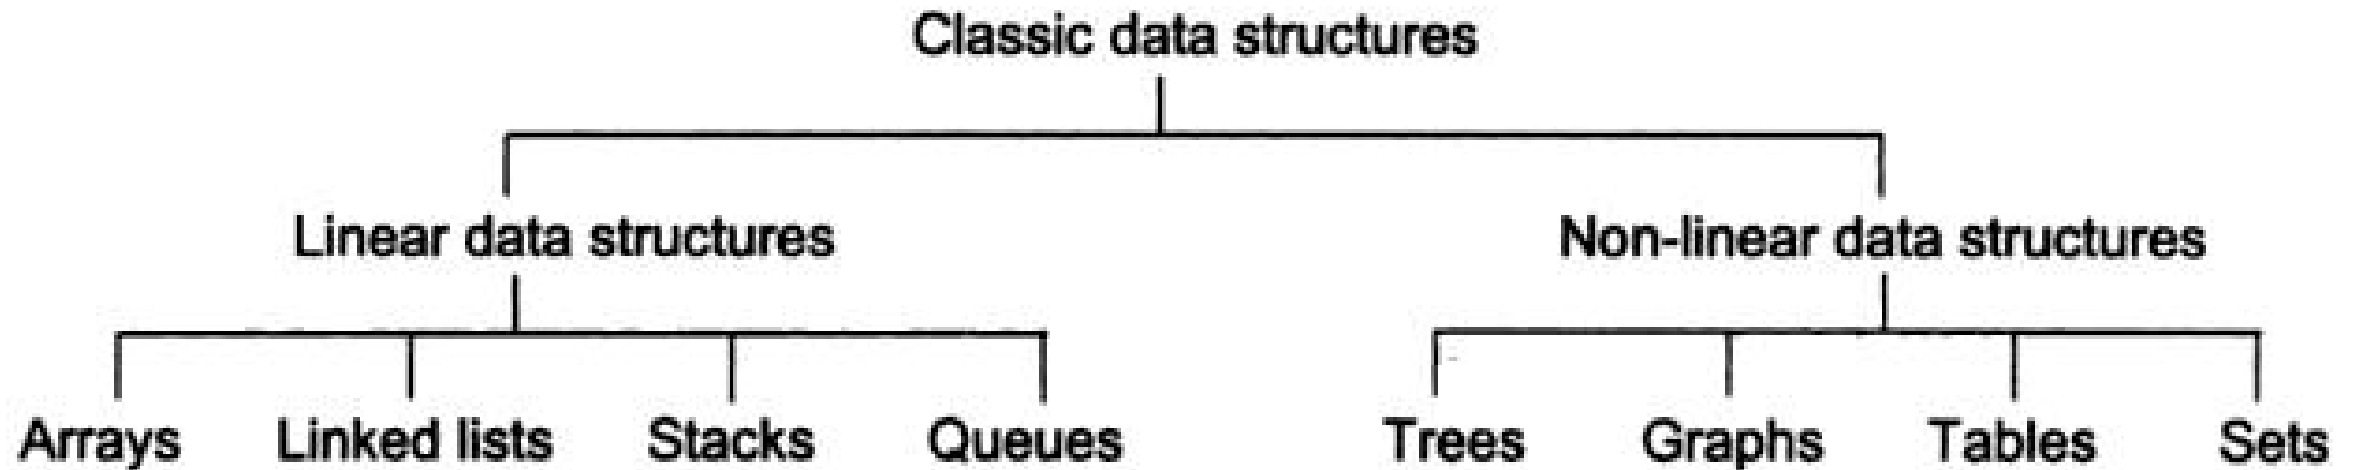 Classic data structures
Linear data structures Non-linear data structures
Arrays Linked lists Stacks Queues Trees Graphs Tables Sets